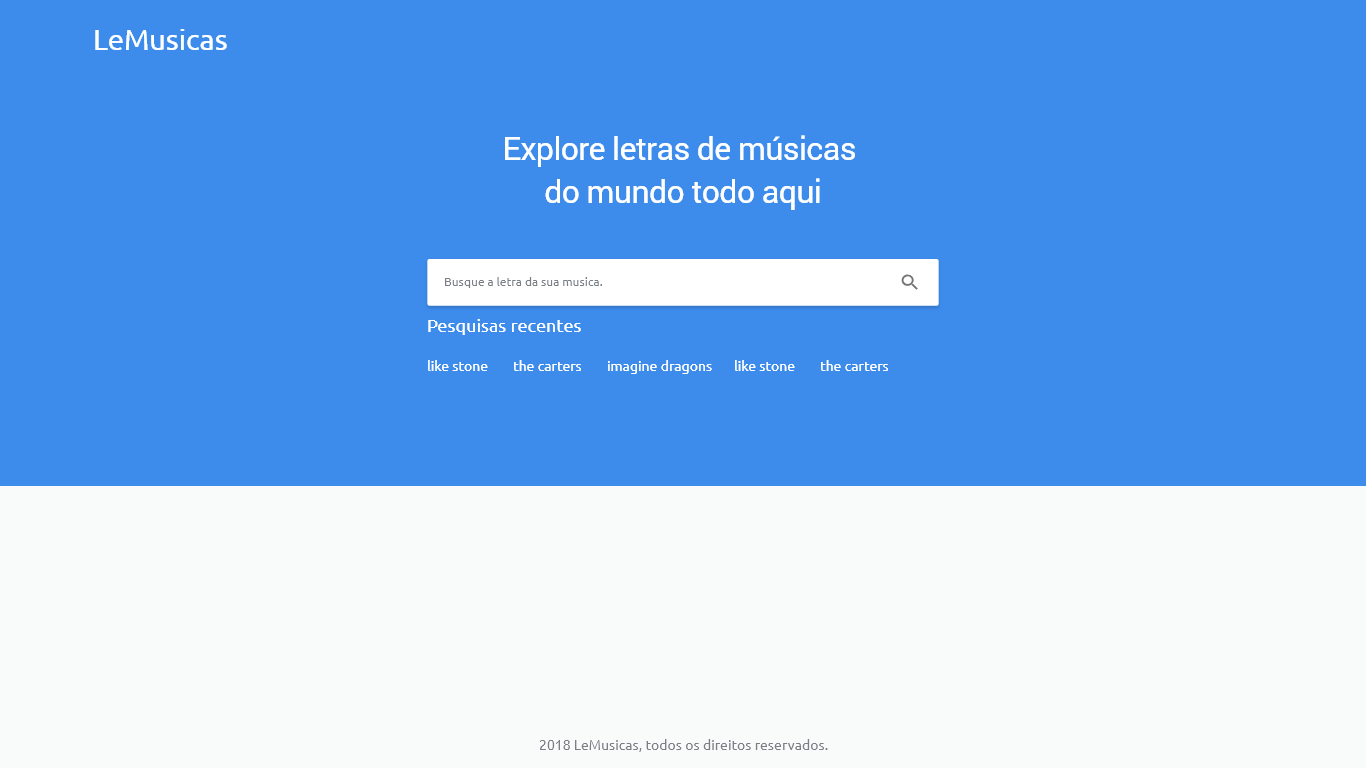 LeMusicas
Explore letras de músicas
do mundo todo aqui
Busque a letra da sua musica.
Pesquisas recentes
like stone the carters imagine dragons like stone the carters
2018 LeMusicas, todos os direitos reservados.